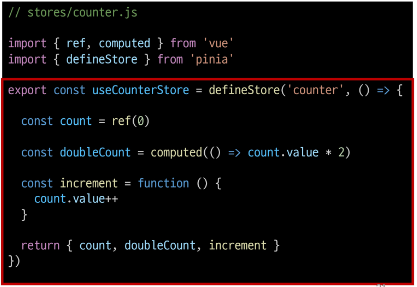 // stores/counter.js
import { ref, computed } from 'vue'
import { defineStore } from 'pinia'
export const useCounterStore = defineStore('counter', () => {
const count = ref(0)
const doubleCount = computed(() => count.value * 2)
const increment = function () {
count.value++
}
return { count, doubleCount, increment }
})